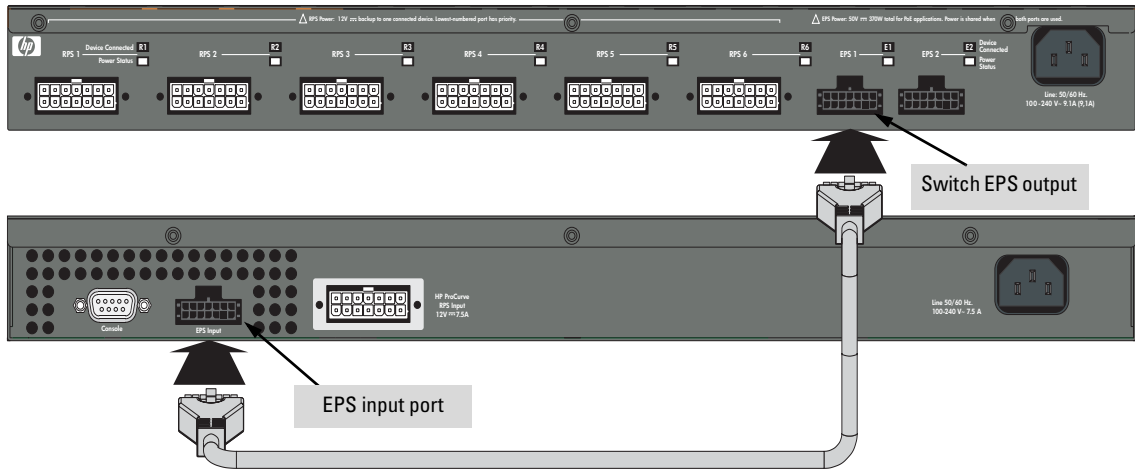 ⚠ RPS Power: 12V ⎓ backup to one connected device. Lowest-numbered port has priority.
⚠ EPS Power: 50V ⎓ 370W total for PoE applications. Power is shared when both ports are used.
hp
RPS 1 Device Connected R1
Power Status
RPS 2 R2
RPS 3 R3
RPS 4 R4
RPS 5 R5
RPS 6 R6
EPS 1 E1
EPS 2 E2 Device Connected
Power Status
Line: 50/60 Hz.
100-240 V~ 9.1A (9,1A)
Switch EPS output
Console
EPS Input
HP ProCurve
RPS Input
12V ⎓ 7.5A
Line 50/60 Hz.
100-240 V~ 7.5 A
EPS input port